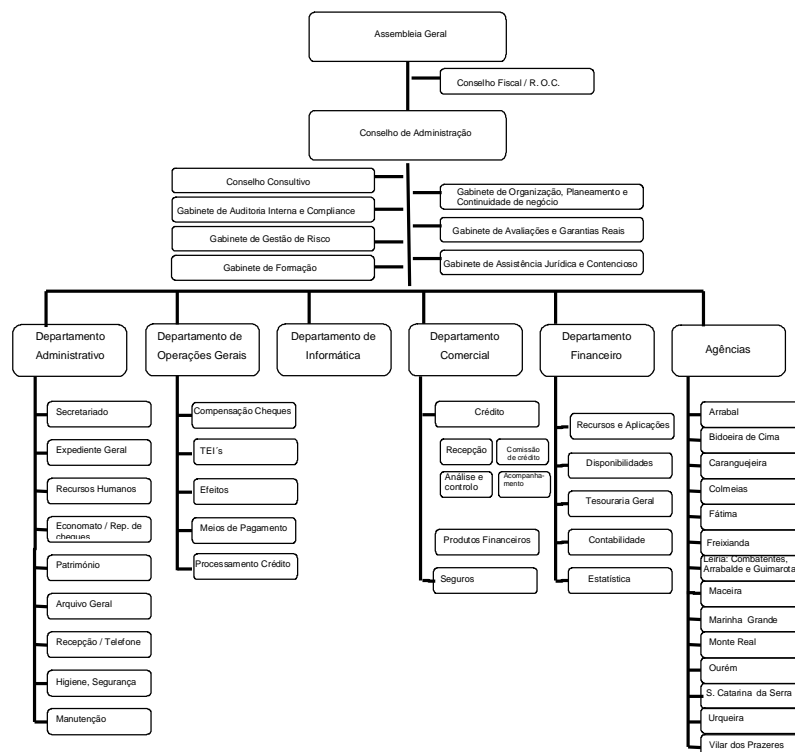 Assembleia Geral
Conselho Fiscal / R. O.C.
Conselho de Administração
Conselho Consultivo
Gabinete de Organização, Planeamento e
Continuidade de negócio
Gabinete de Auditoria Interna e Compliance
Gabinete de Avaliações e Garantias Reais
Gabinete de Gestão de Risco
Gabinete de Assistência Jurídica e Contencioso
Gabinete de Formação
Departamento
Administrativo
Departamento de
Operações Gerais
Departamento de
Informática
Departamento
Comercial
Departamento
Financeiro
Agências
Secretariado
Expediente Geral
Recursos Humanos
Economato / Rep. de
cheques
Património
Arquivo Geral
Recepção / Telefone
Higiene, Segurança
Manutenção
Compensação Cheques
TEI´s
Efeitos
Meios de Pagamento
Processamento Crédito
Crédito
Recepção
Comissão
de crédito
Análise e
controlo
Acompanha-
mento
Produtos Financeiros
Seguros
Recursos e Aplicações
Disponibilidades
Tesouraria Geral
Contabilidade
Estatística
Arrabal
Bidoeira de Cima
Caranguejeira
Colmeias
Fátima
Freixianda
Leiria: Combatentes,
Arrabalde e Guimarota
Maceira
Marinha Grande
Monte Real
Ourém
S. Catarina da Serra
Urqueira
Vilar dos Prazeres